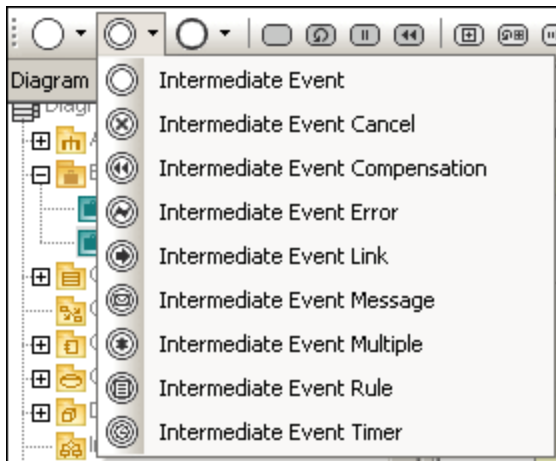 Diagram
Intermediate Event
Diagr
Intermediate Event Cancel
Intermediate Event Compensation
Intermediate Event Error
Intermediate Event Link
Intermediate Event Message
Intermediate Event Multiple
Intermediate Event Rule
Intermediate Event Timer